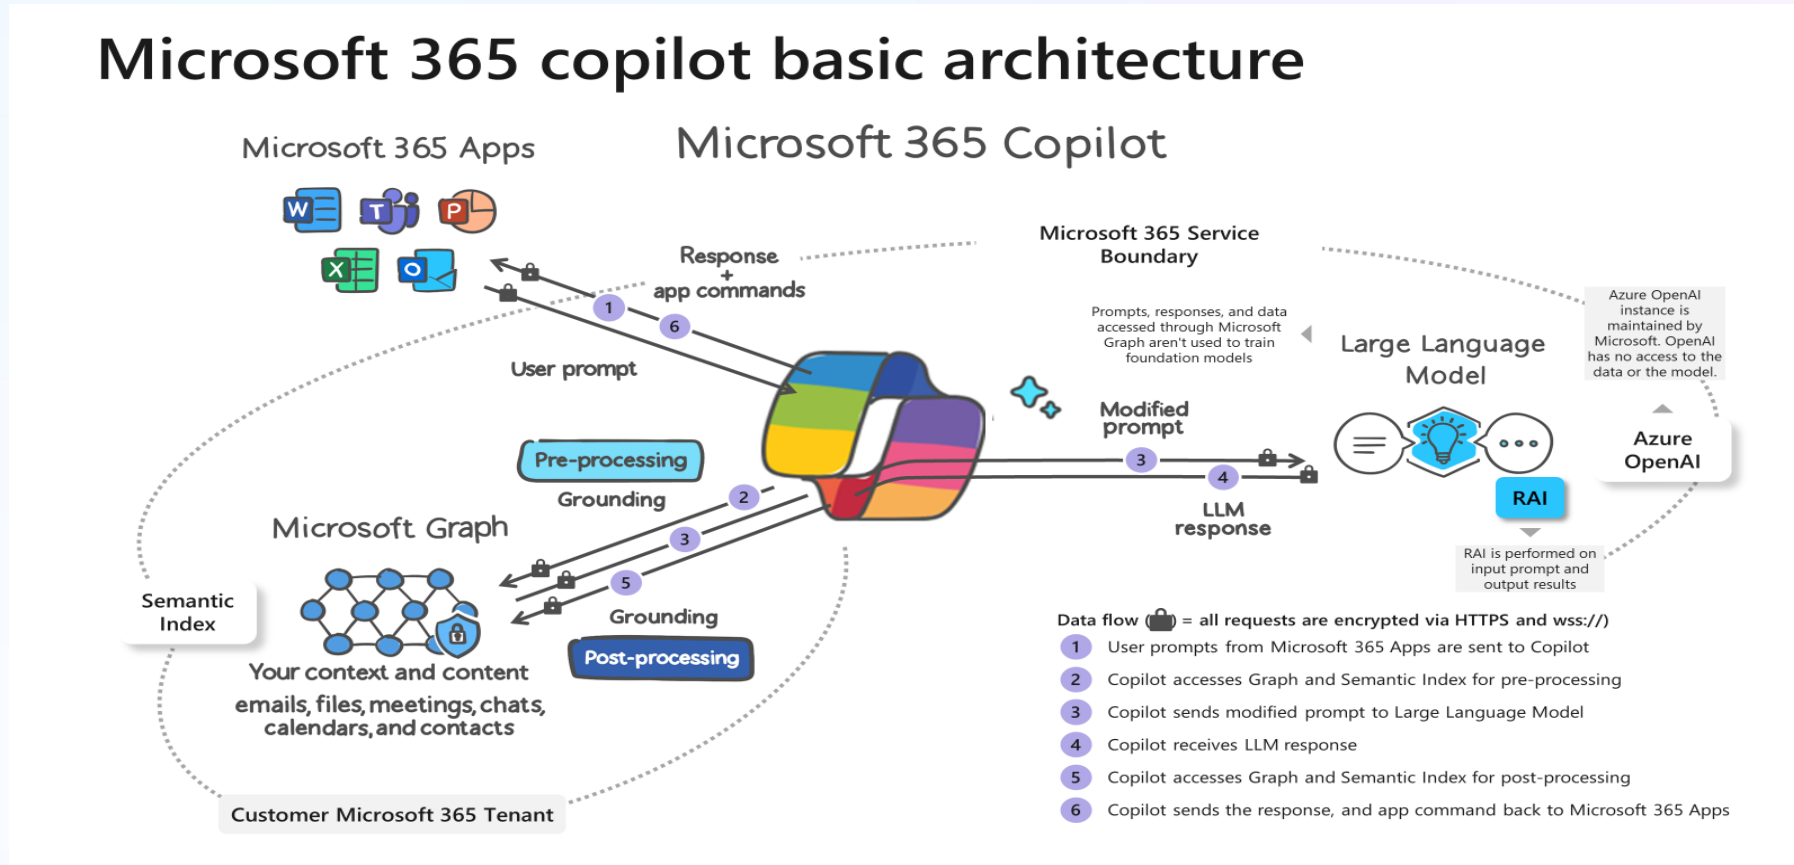 Microsoft 365 copilot basic architecture
Microsoft 365 Apps
Microsoft 365 Copilot
W
T
P
X
O
Response
+
app commands
1
6
User prompt
Microsoft 365 Service
Boundary
Prompts, responses, and data
accessed through Microsoft
Graph aren't used to train
foundation models
Large Language
Model
Azure OpenAI
instance is
maintained by
Microsoft. OpenAI
has no access to the
data or the model.
Azure
OpenAI
Modified
prompt
3
4
LLM
response
RAI
RAI is performed on
input prompt and
output results
Pre-processing
Grounding
2
3
5
Grounding
Post-processing
Microsoft Graph
Semantic
Index
Your context and content
emails, files, meetings, chats,
calendars, and contacts
Customer Microsoft 365 Tenant
Data flow ( ) = all requests are encrypted via HTTPS and wss://)
1 User prompts from Microsoft 365 Apps are sent to Copilot
2 Copilot accesses Graph and Semantic Index for pre-processing
3 Copilot sends modified prompt to Large Language Model
4 Copilot receives LLM response
5 Copilot accesses Graph and Semantic Index for post-processing
6 Copilot sends the response, and app command back to Microsoft 365 Apps